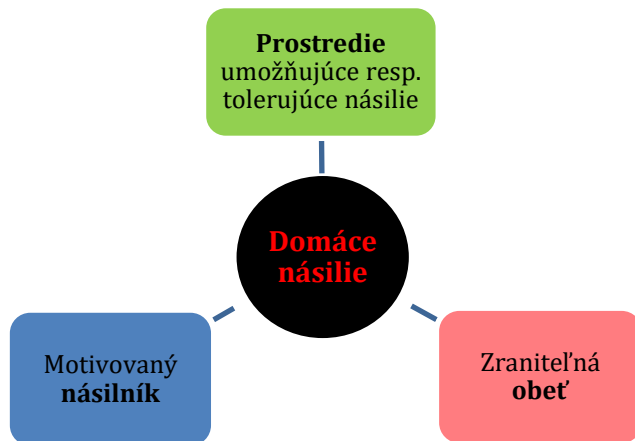 Prostredie
umožňujúce resp.
tolerujúce násilie
Domáce
násilie
Motivovaný
násilník
Zraniteľná
obeť